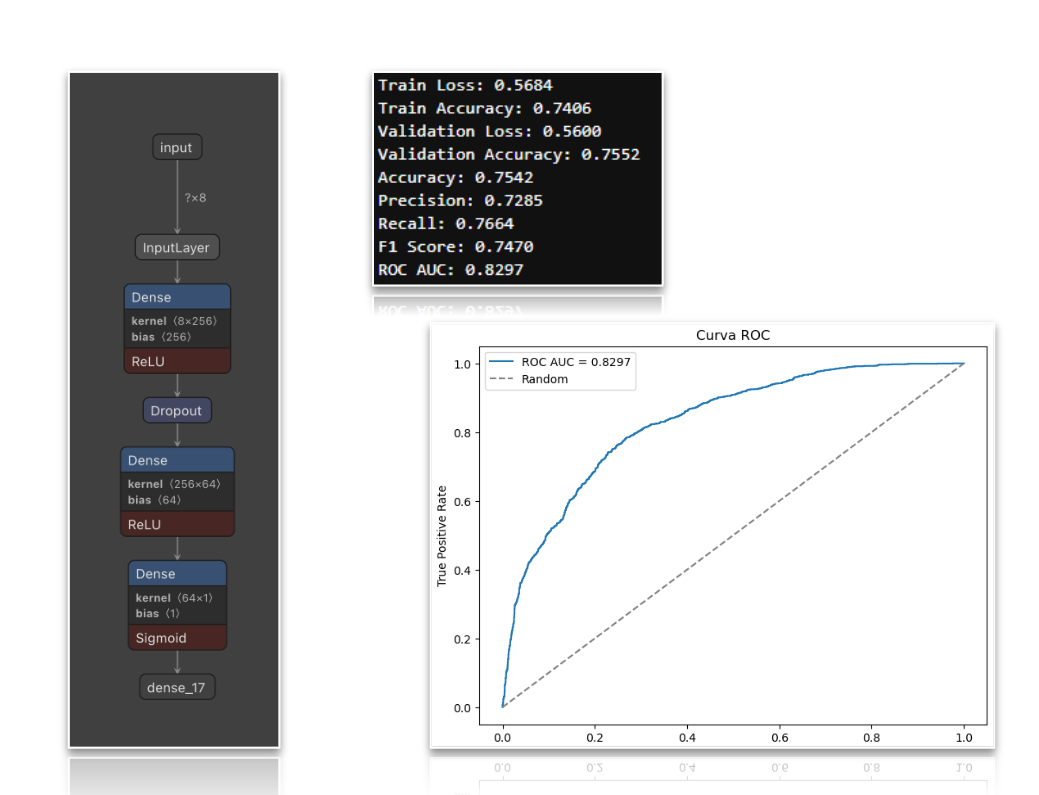 input
?×8
InputLayer
Dense
kernel ⟨8×256⟩
bias ⟨256⟩
ReLU
Dropout
Dense
kernel ⟨256×64⟩
bias ⟨64⟩
ReLU
Dense
kernel ⟨64×1⟩
bias ⟨1⟩
Sigmoid
dense_17
Train Loss: 0.5684
Train Accuracy: 0.7406
Validation Loss: 0.5600
Validation Accuracy: 0.7552
Accuracy: 0.7542
Precision: 0.7285
Recall: 0.7664
F1 Score: 0.7470
ROC AUC: 0.8297
Curva ROC
ROC AUC = 0.8297
Random
True Positive Rate
1.0
0.8
0.6
0.4
0.2
0.0
0.0 0.2 0.4 0.6 0.8 1.0